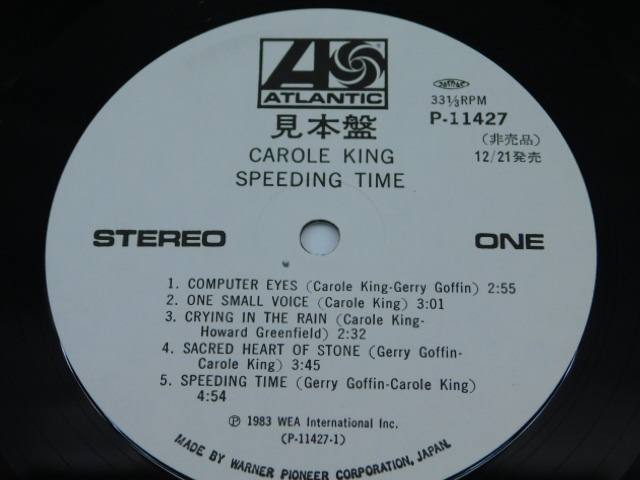 ATLANTIC
見本盤
CAROLE KING
SPEEDING TIME
33⅓RPM
P-11427
(非売品)
12/21発売
STEREO
ONE
1. COMPUTER EYES (Carole King-Gerry Goffin) 2:55
2. ONE SMALL VOICE (Carole King) 3:01
3. CRYING IN THE RAIN (Carole King-
Howard Greenfield) 2:32
4. SACRED HEART OF STONE (Gerry Goffin-
Carole King) 3:45
5. SPEEDING TIME (Gerry Goffin-Carole King)
4:54
Ⓟ 1983 WEA International Inc.
(P-11427-1)
MADE BY WARNER PIONEER CORPORATION, JAPAN.